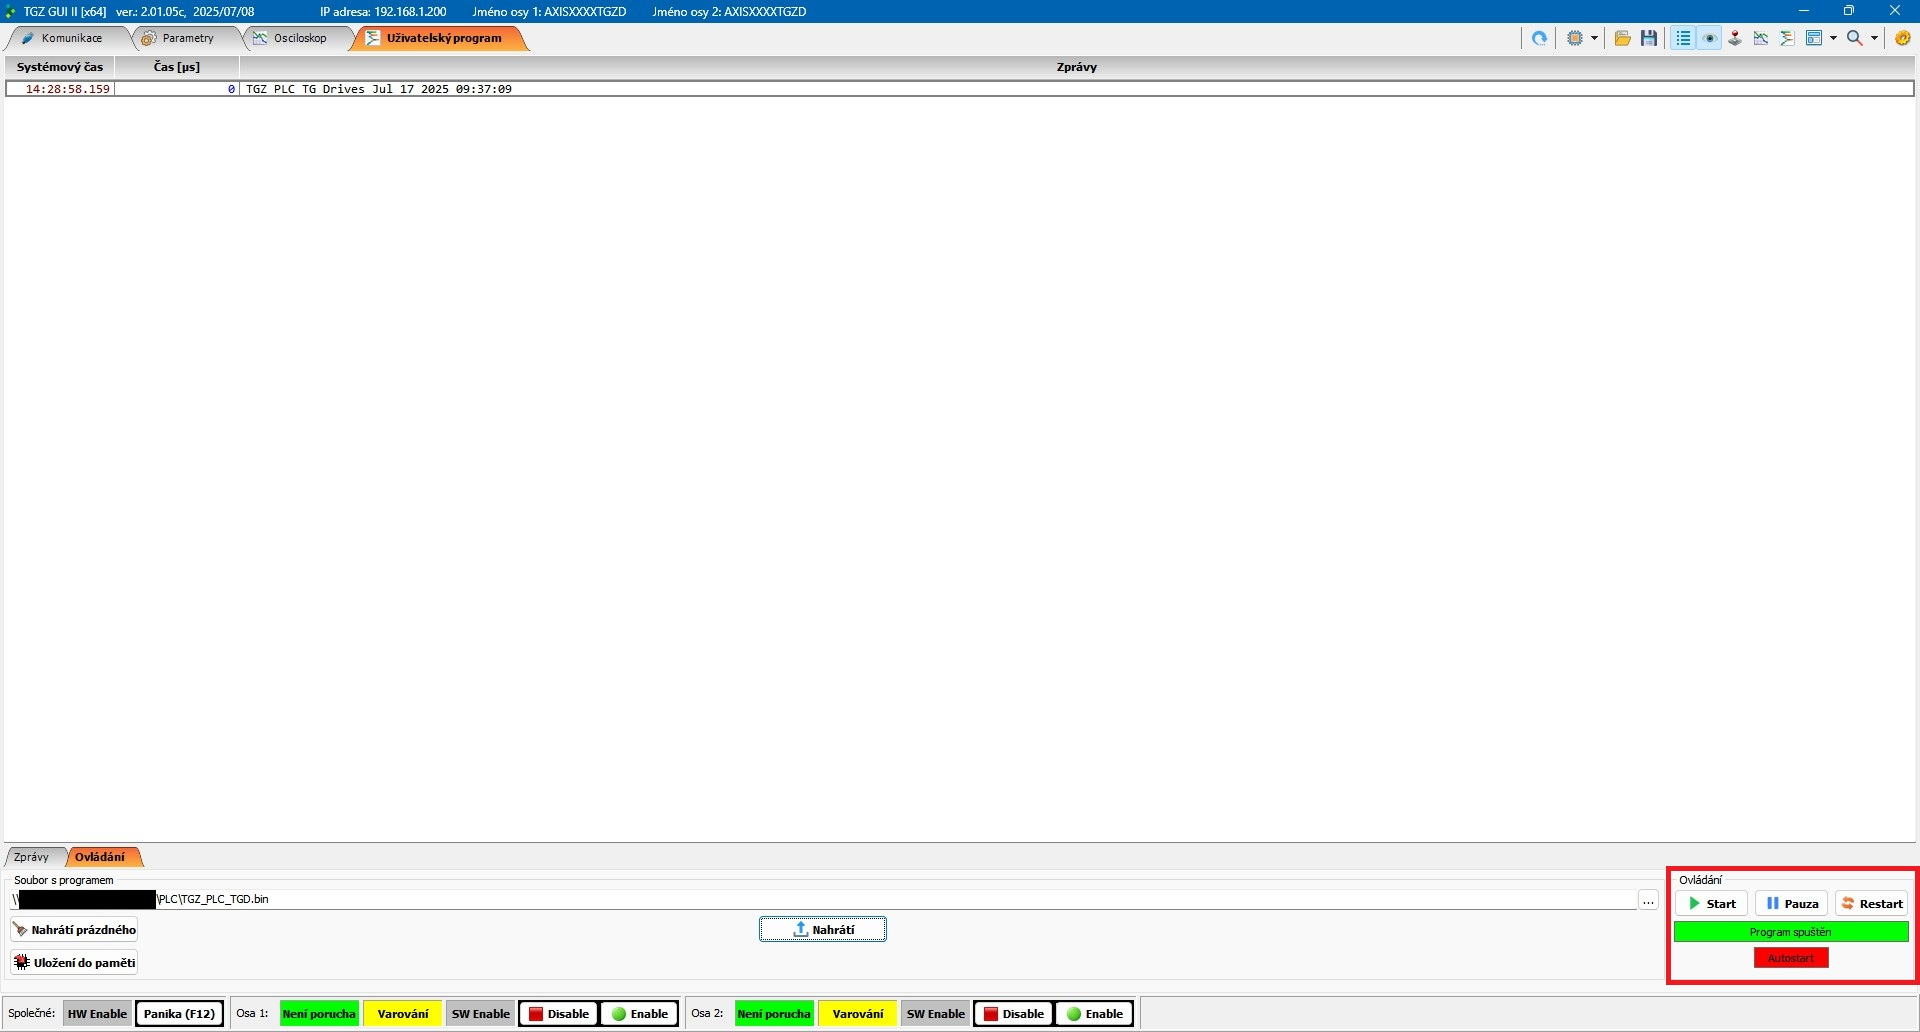 TGZ GUI II [x64] ver.: 2.01.05c, 2025/07/08 IP adresa: 192.168.1.200 Jméno osy 1: AXISXXXXTGZD Jméno osy 2: AXISXXXXTGZD
Komunikace Parametry Osciloskop Uživatelský program
Systémový čas Čas [µs] Zprávy
14:28:58.159 0 TGZ PLC TG Drives Jul 17 2025 09:37:09
Zprávy Ovládání
Soubor s programem
\\ \PLC\TGZ_PLC_TGD.bin ...
Nahrátí prázdného Nahrátí
Uložení do paměti
Ovládání
Start Pauza Restart
Program spuštěn
Autostart
Společné: HW Enable Panika (F12) Osa 1: Není porucha Varování SW Enable Disable Enable Osa 2: Není porucha Varování SW Enable Disable Enable